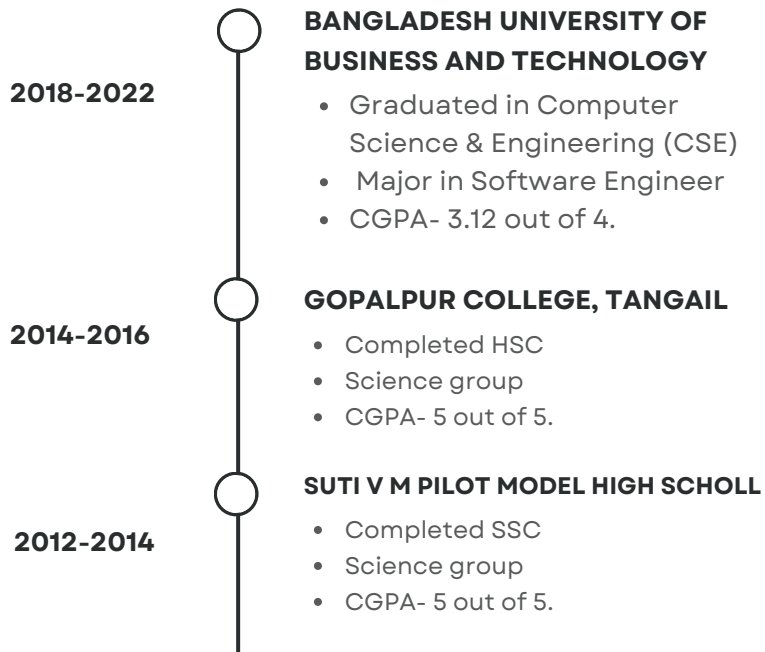 BANGLADESH UNIVERSITY OF
BUSINESS AND TECHNOLOGY
2018-2022
• Graduated in Computer
Science & Engineering (CSE)
• Major in Software Engineer
• CGPA- 3.12 out of 4.
GOPALPUR COLLEGE, TANGAIL
2014-2016
• Completed HSC
• Science group
• CGPA- 5 out of 5.
SUTI V M PILOT MODEL HIGH SCHOLL
2012-2014
• Completed SSC
• Science group
• CGPA- 5 out of 5.